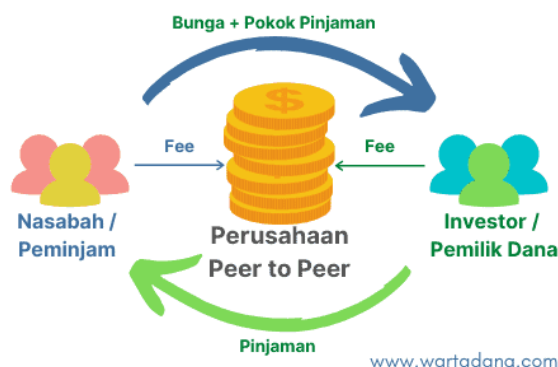 Bunga + Pokok Pinjaman
$
Fee
Fee
Nasabah /
Peminjam
Perusahaan
Peer to Peer
Investor /
Pemilik Dana
Pinjaman
www.wartadana.com